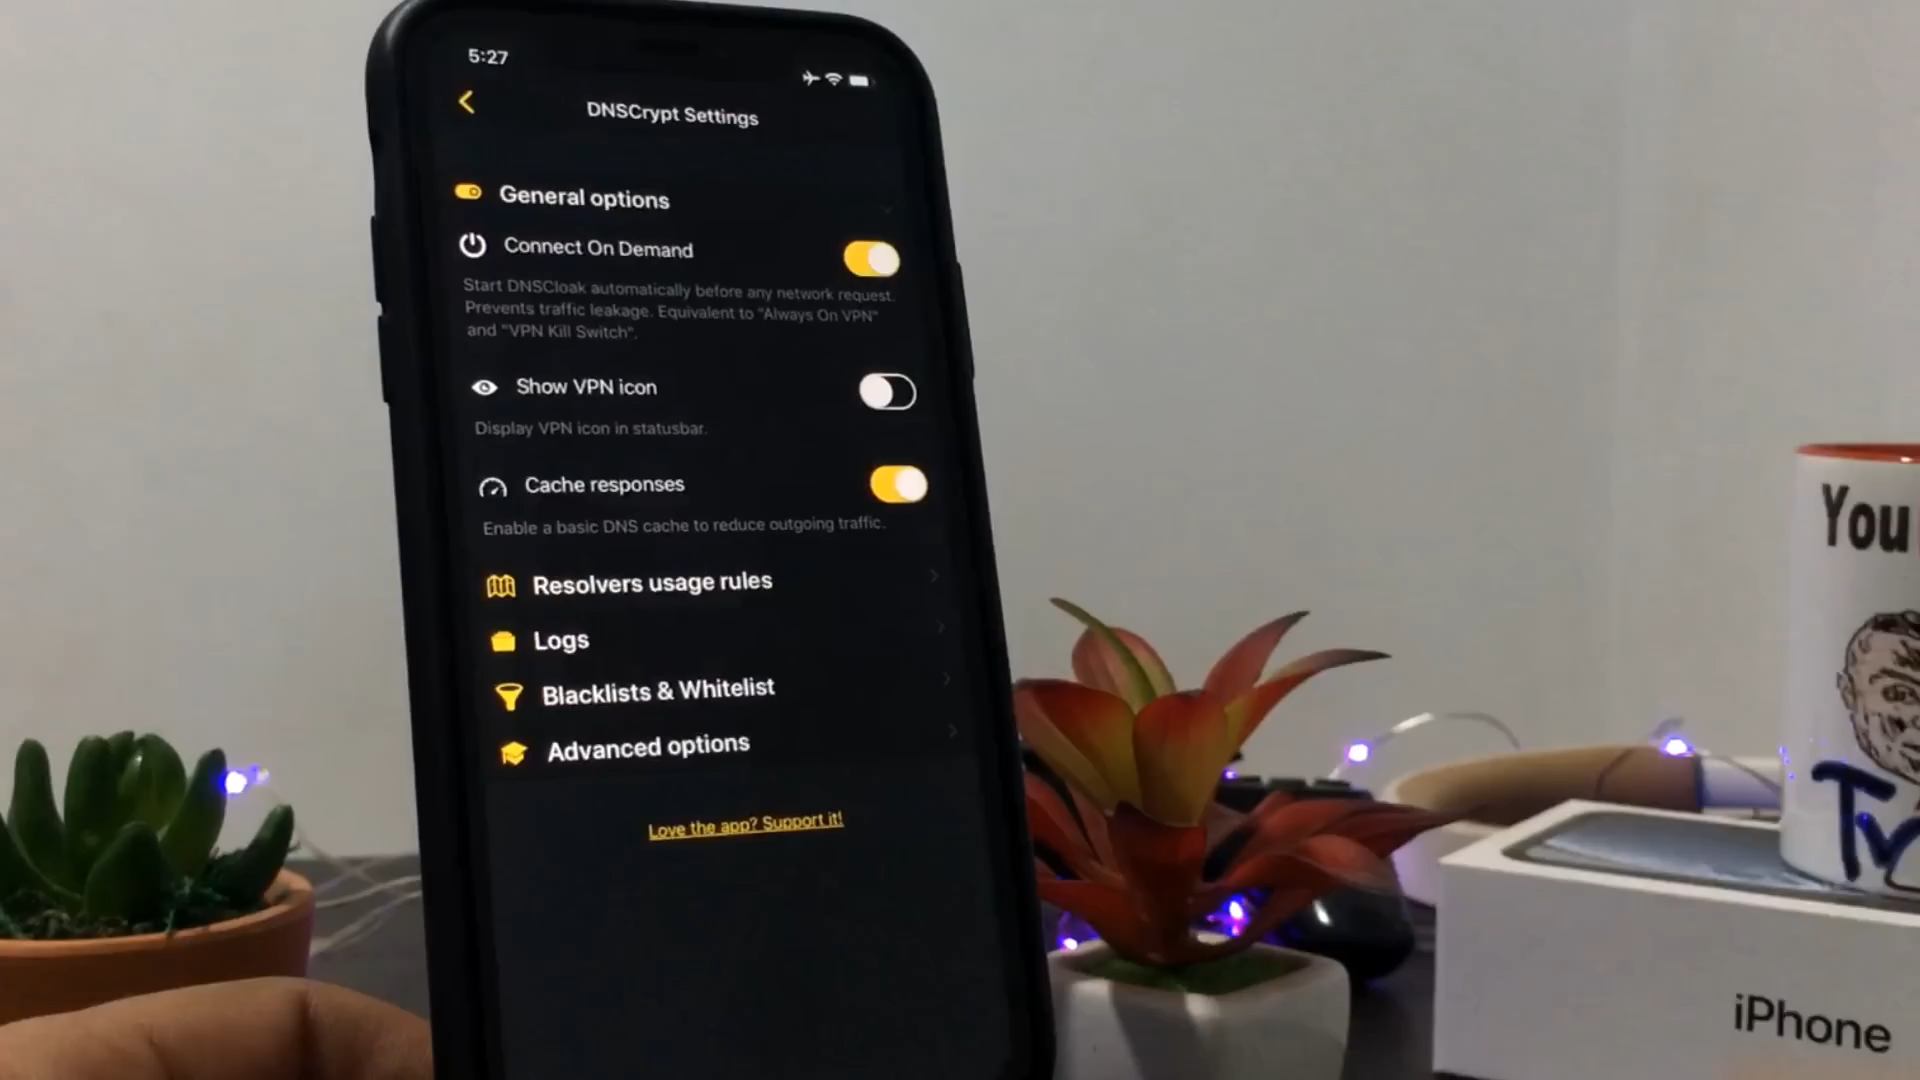 5:27
DNSCrypt Settings
General options
Connect On Demand
Start DNSCloak automatically before any network request.
Prevents traffic leakage. Equivalent to "Always On VPN"
and "VPN Kill Switch".
Show VPN icon
Display VPN icon in statusbar.
Cache responses
Enable a basic DNS cache to reduce outgoing traffic.
Resolvers usage rules
Logs
Blacklists & Whitelist
Advanced options
Love the app? Support it!
You
Tv
iPhone